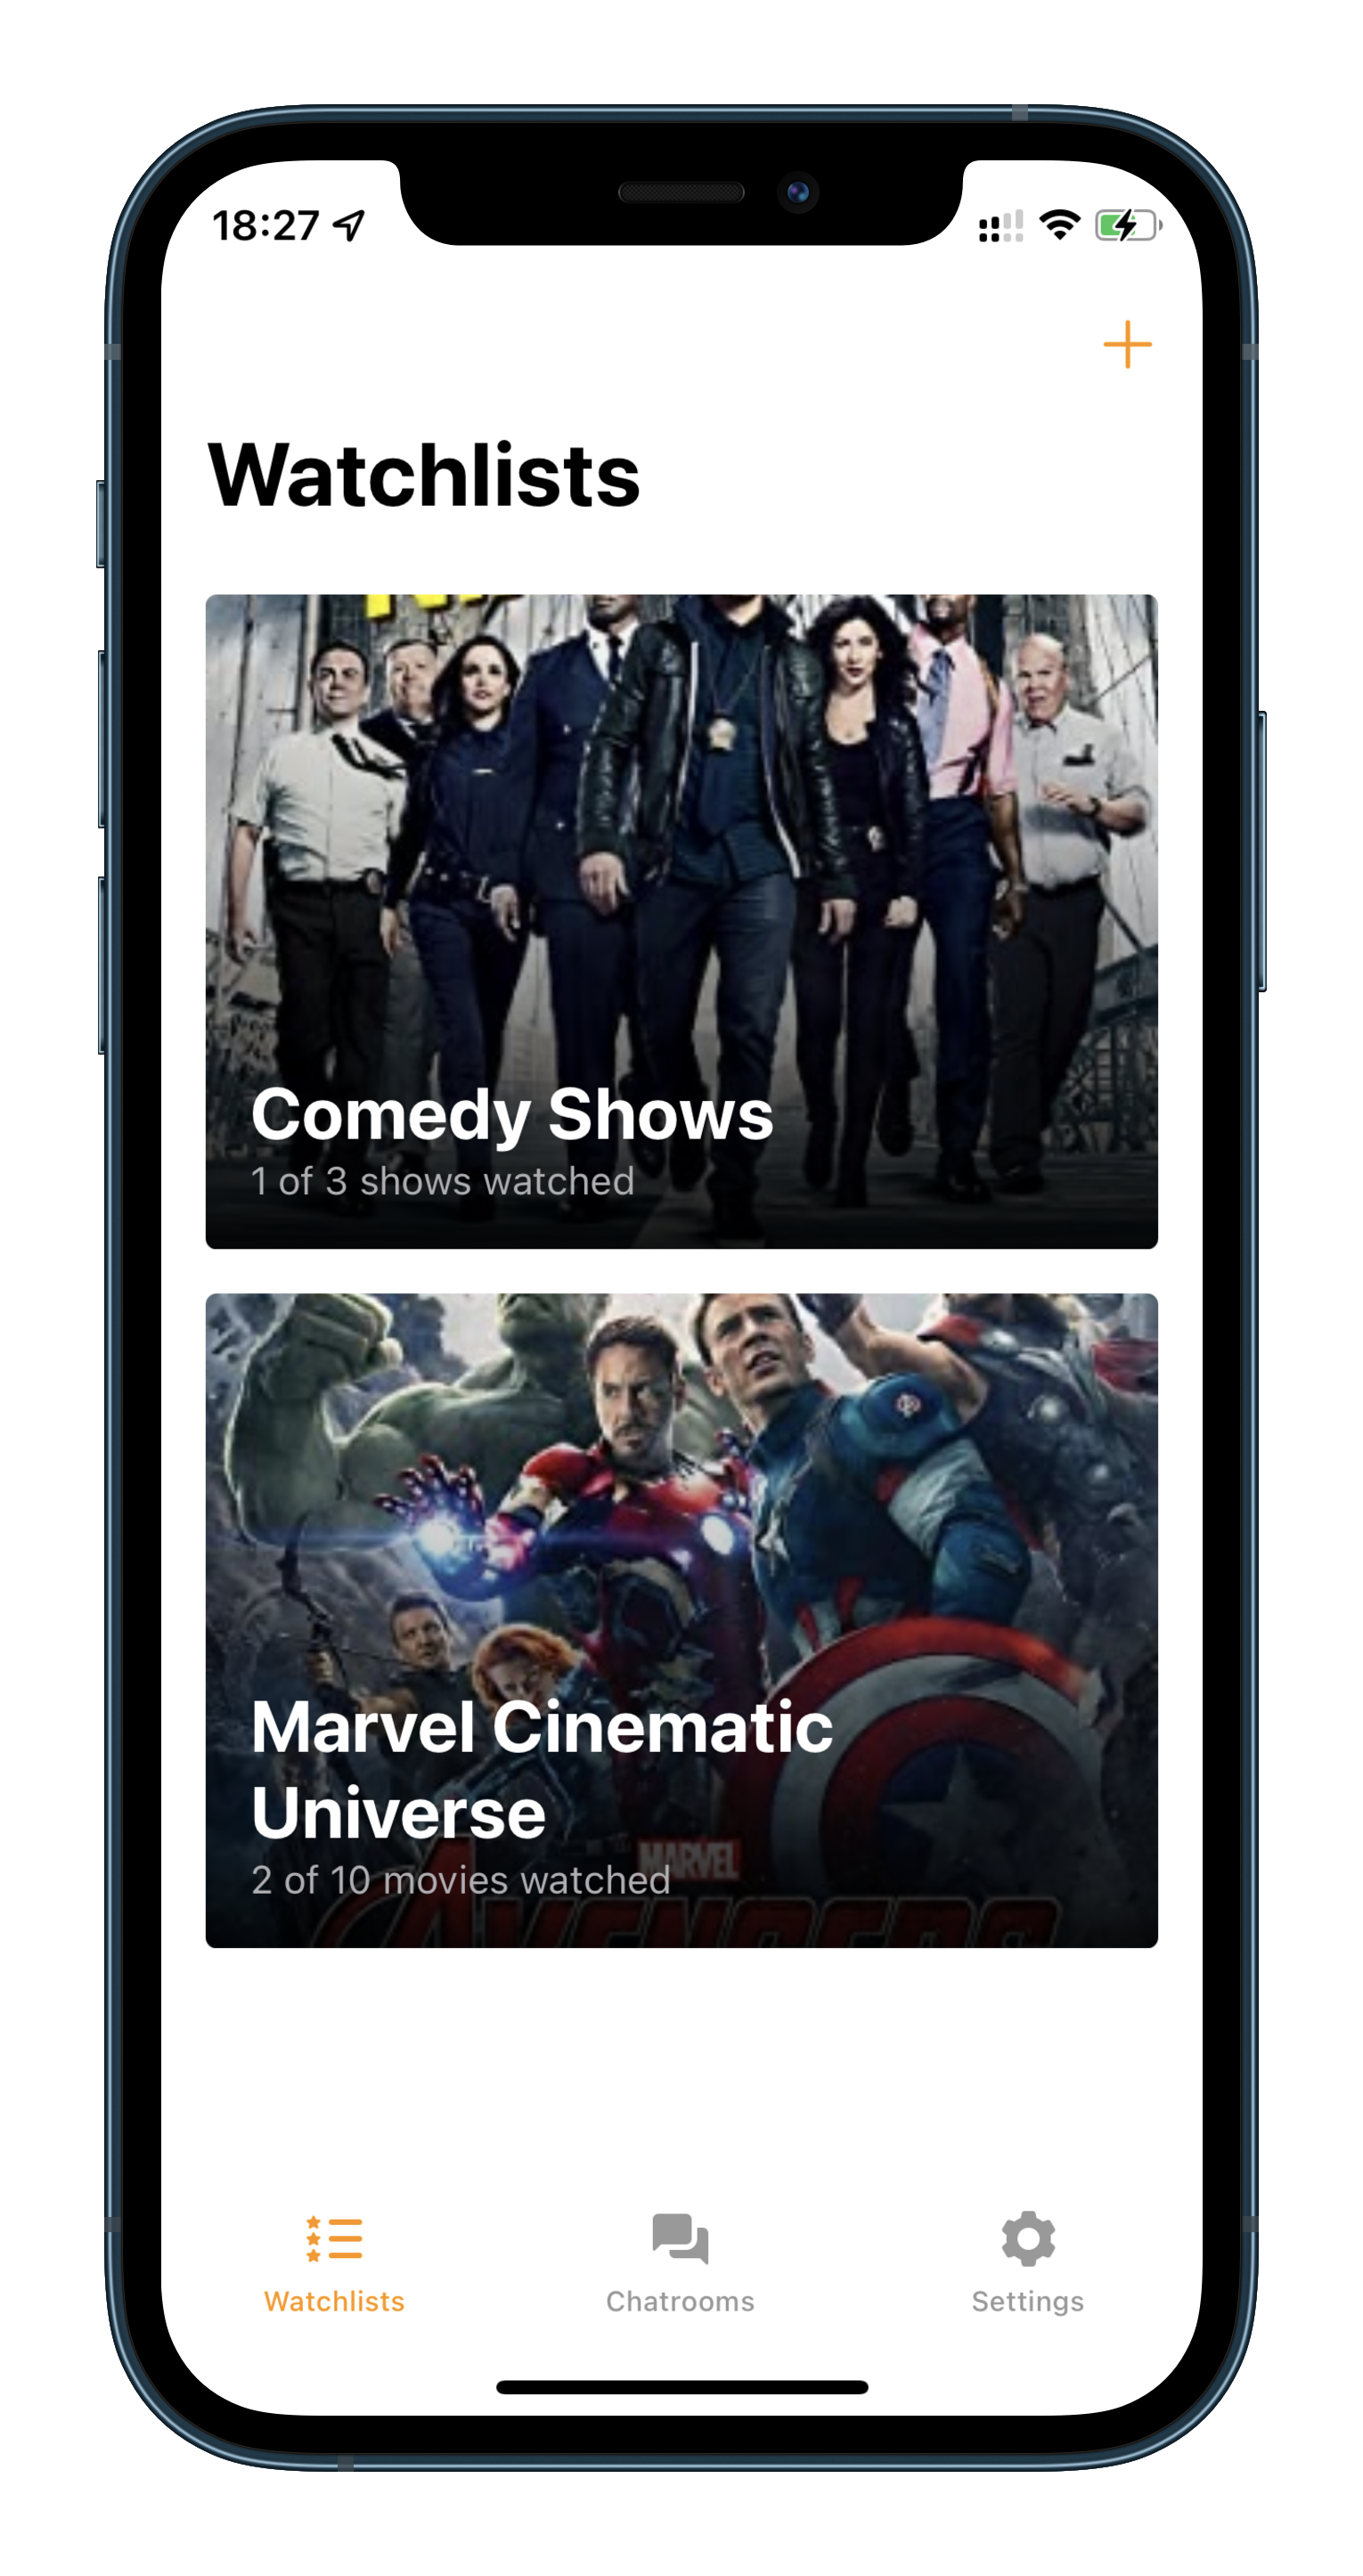 18:27
Watchlists
Comedy Shows
1 of 3 shows watched
Marvel Cinematic
Universe
MARVEL
2 of 10 movies watched
AVENGERS
Watchlists
Chatrooms
Settings